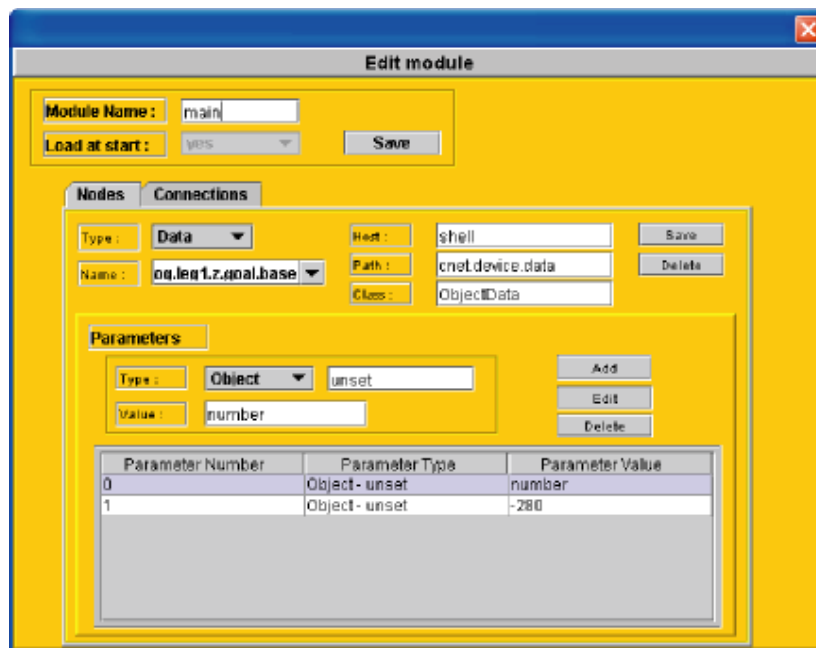 Edit module
Module Name : main
Load at start : yes Save
Nodes Connections
Type : Data Host : shell Save
Name : og.leg1.z.goal.base Path : cnet.device.data Delete
Class : ObjectData
Parameters
Type : Object unset Add
Value : number Edit
Delete
Parameter Number Parameter Type Parameter Value
0 Object - unset number
1 Object - unset -280